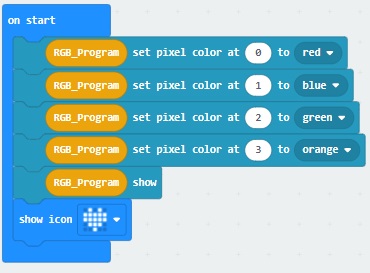 on start
RGB_Program set pixel color at 0 to red
RGB_Program set pixel color at 1 to blue
RGB_Program set pixel color at 2 to green
RGB_Program set pixel color at 3 to orange
RGB_Program show
show icon